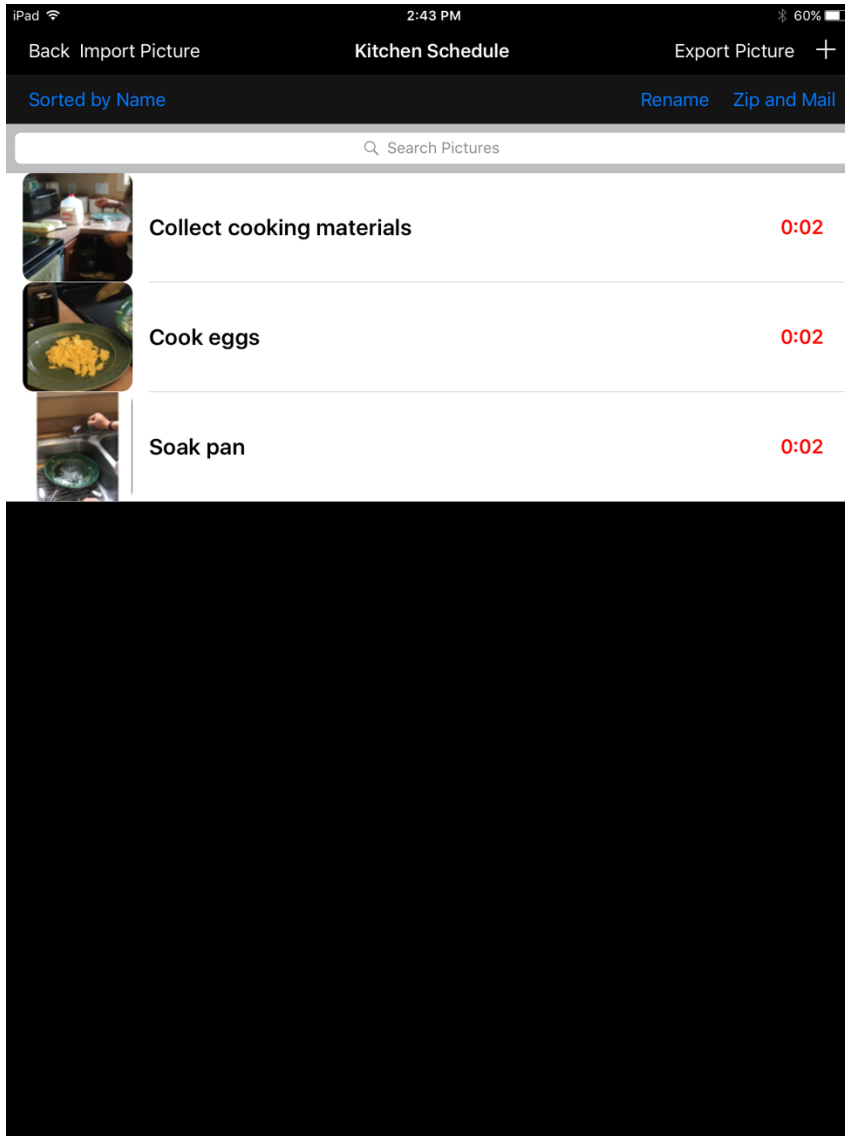 iPad 2:43 PM 60%
Back Import Picture Kitchen Schedule Export Picture +
Sorted by Name Rename Zip and Mail
Search Pictures
Collect cooking materials 0:02
Cook eggs 0:02
Soak pan 0:02